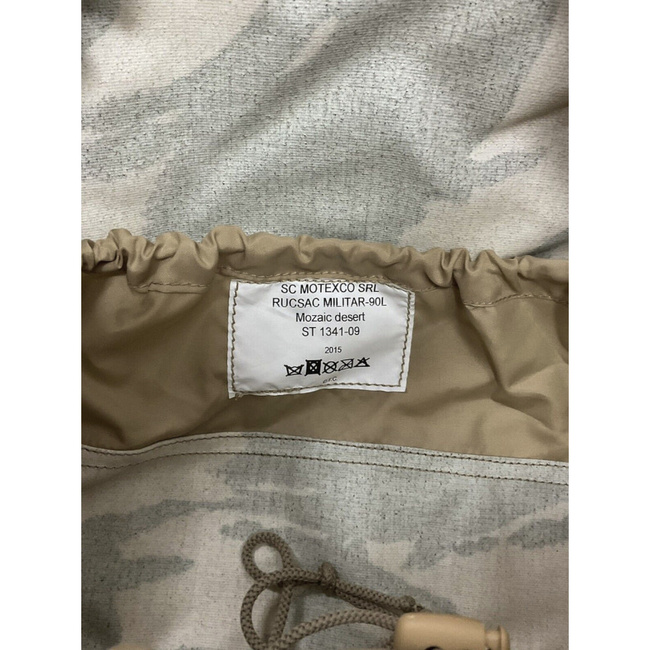 SC MOTEXCO SRL
RUCSAC MILITAR-90L
Mozaic desert
ST 1341-09
2015